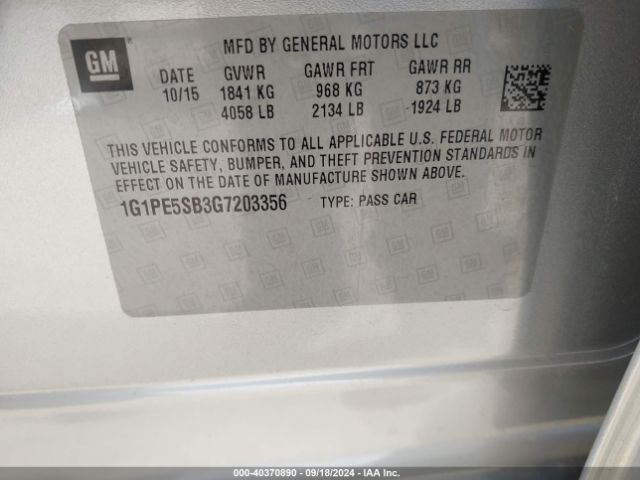 GM
MFD BY GENERAL MOTORS LLC
DATE GVWR GAWR FRT GAWR RR
10/15 1841 KG 968 KG 873 KG
4058 LB 2134 LB 1924 LB
THIS VEHICLE CONFORMS TO ALL APPLICABLE U.S. FEDERAL MOTOR
VEHICLE SAFETY, BUMPER, AND THEFT PREVENTION STANDARDS IN
EFFECT ON THE DATE OF MANUFACTURE SHOWN ABOVE.
1G1PE5SB3G7203356 TYPE: PASS CAR
000-40370890 - 09/18/2024 - IAA Inc.